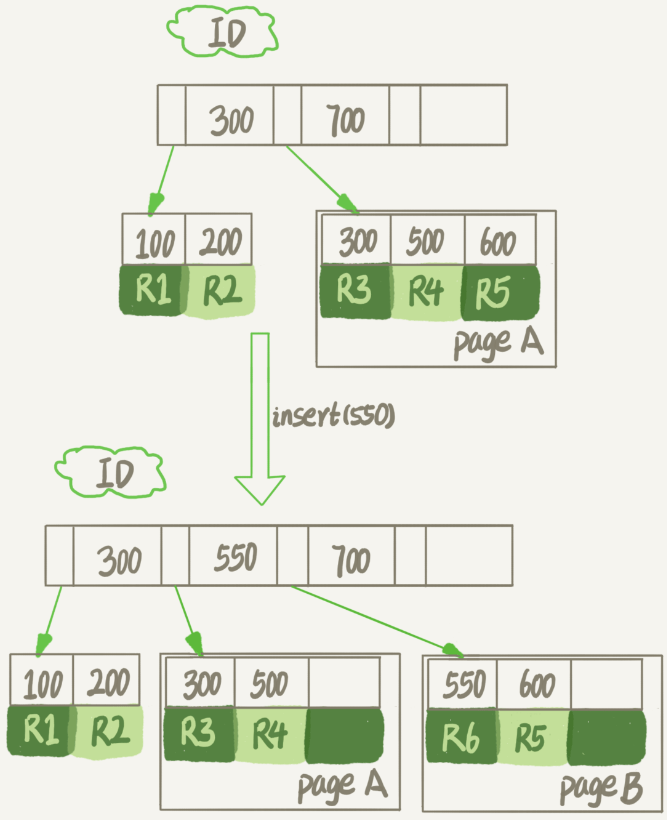 ID
300 700
100 200 300 500 600
R1 R2 R3 R4 R5
page A
insert(550)
ID
300 550 700
100 200 300 500 550 600
R1 R2 R3 R4 R6 R5
page A page B